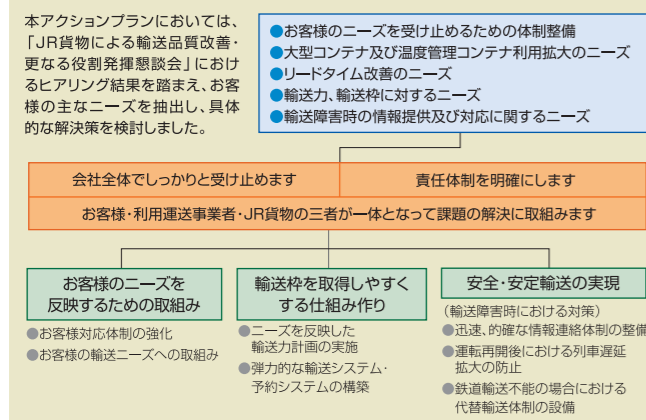 本アクションプランにおいては、
「JR貨物による輸送品質改善・
更なる役割発揮懇談会」におけ
るヒアリング結果を踏まえ、お客
様の主なニーズを抽出し、具体
的な解決策を検討しました。
●お客様のニーズを受け止めるための体制整備
●大型コンテナ及び温度管理コンテナ利用拡大のニーズ
●リードタイム改善のニーズ
●輸送力、輸送枠に対するニーズ
●輸送障害時の情報提供及び対応に関するニーズ
会社全体でしっかりと受け止めます
責任体制を明確にします
お客様・利用運送事業者・JR貨物の三者が一体となって課題の解決に取組みます
お客様のニーズを
反映するための取組み
●お客様対応体制の強化
●お客様の輸送ニーズへの取組み
輸送枠を取得しやすく
する仕組み作り
●ニーズを反映した
輸送力計画の実施
●弾力的な輸送システム・
予約システムの構築
安全・安定輸送の実現
(輸送障害時における対策)
●迅速、的確な情報連絡体制の整備
●運転再開後における列車遅延
拡大の防止
●鉄道輸送不能の場合における
代替輸送体制の設備